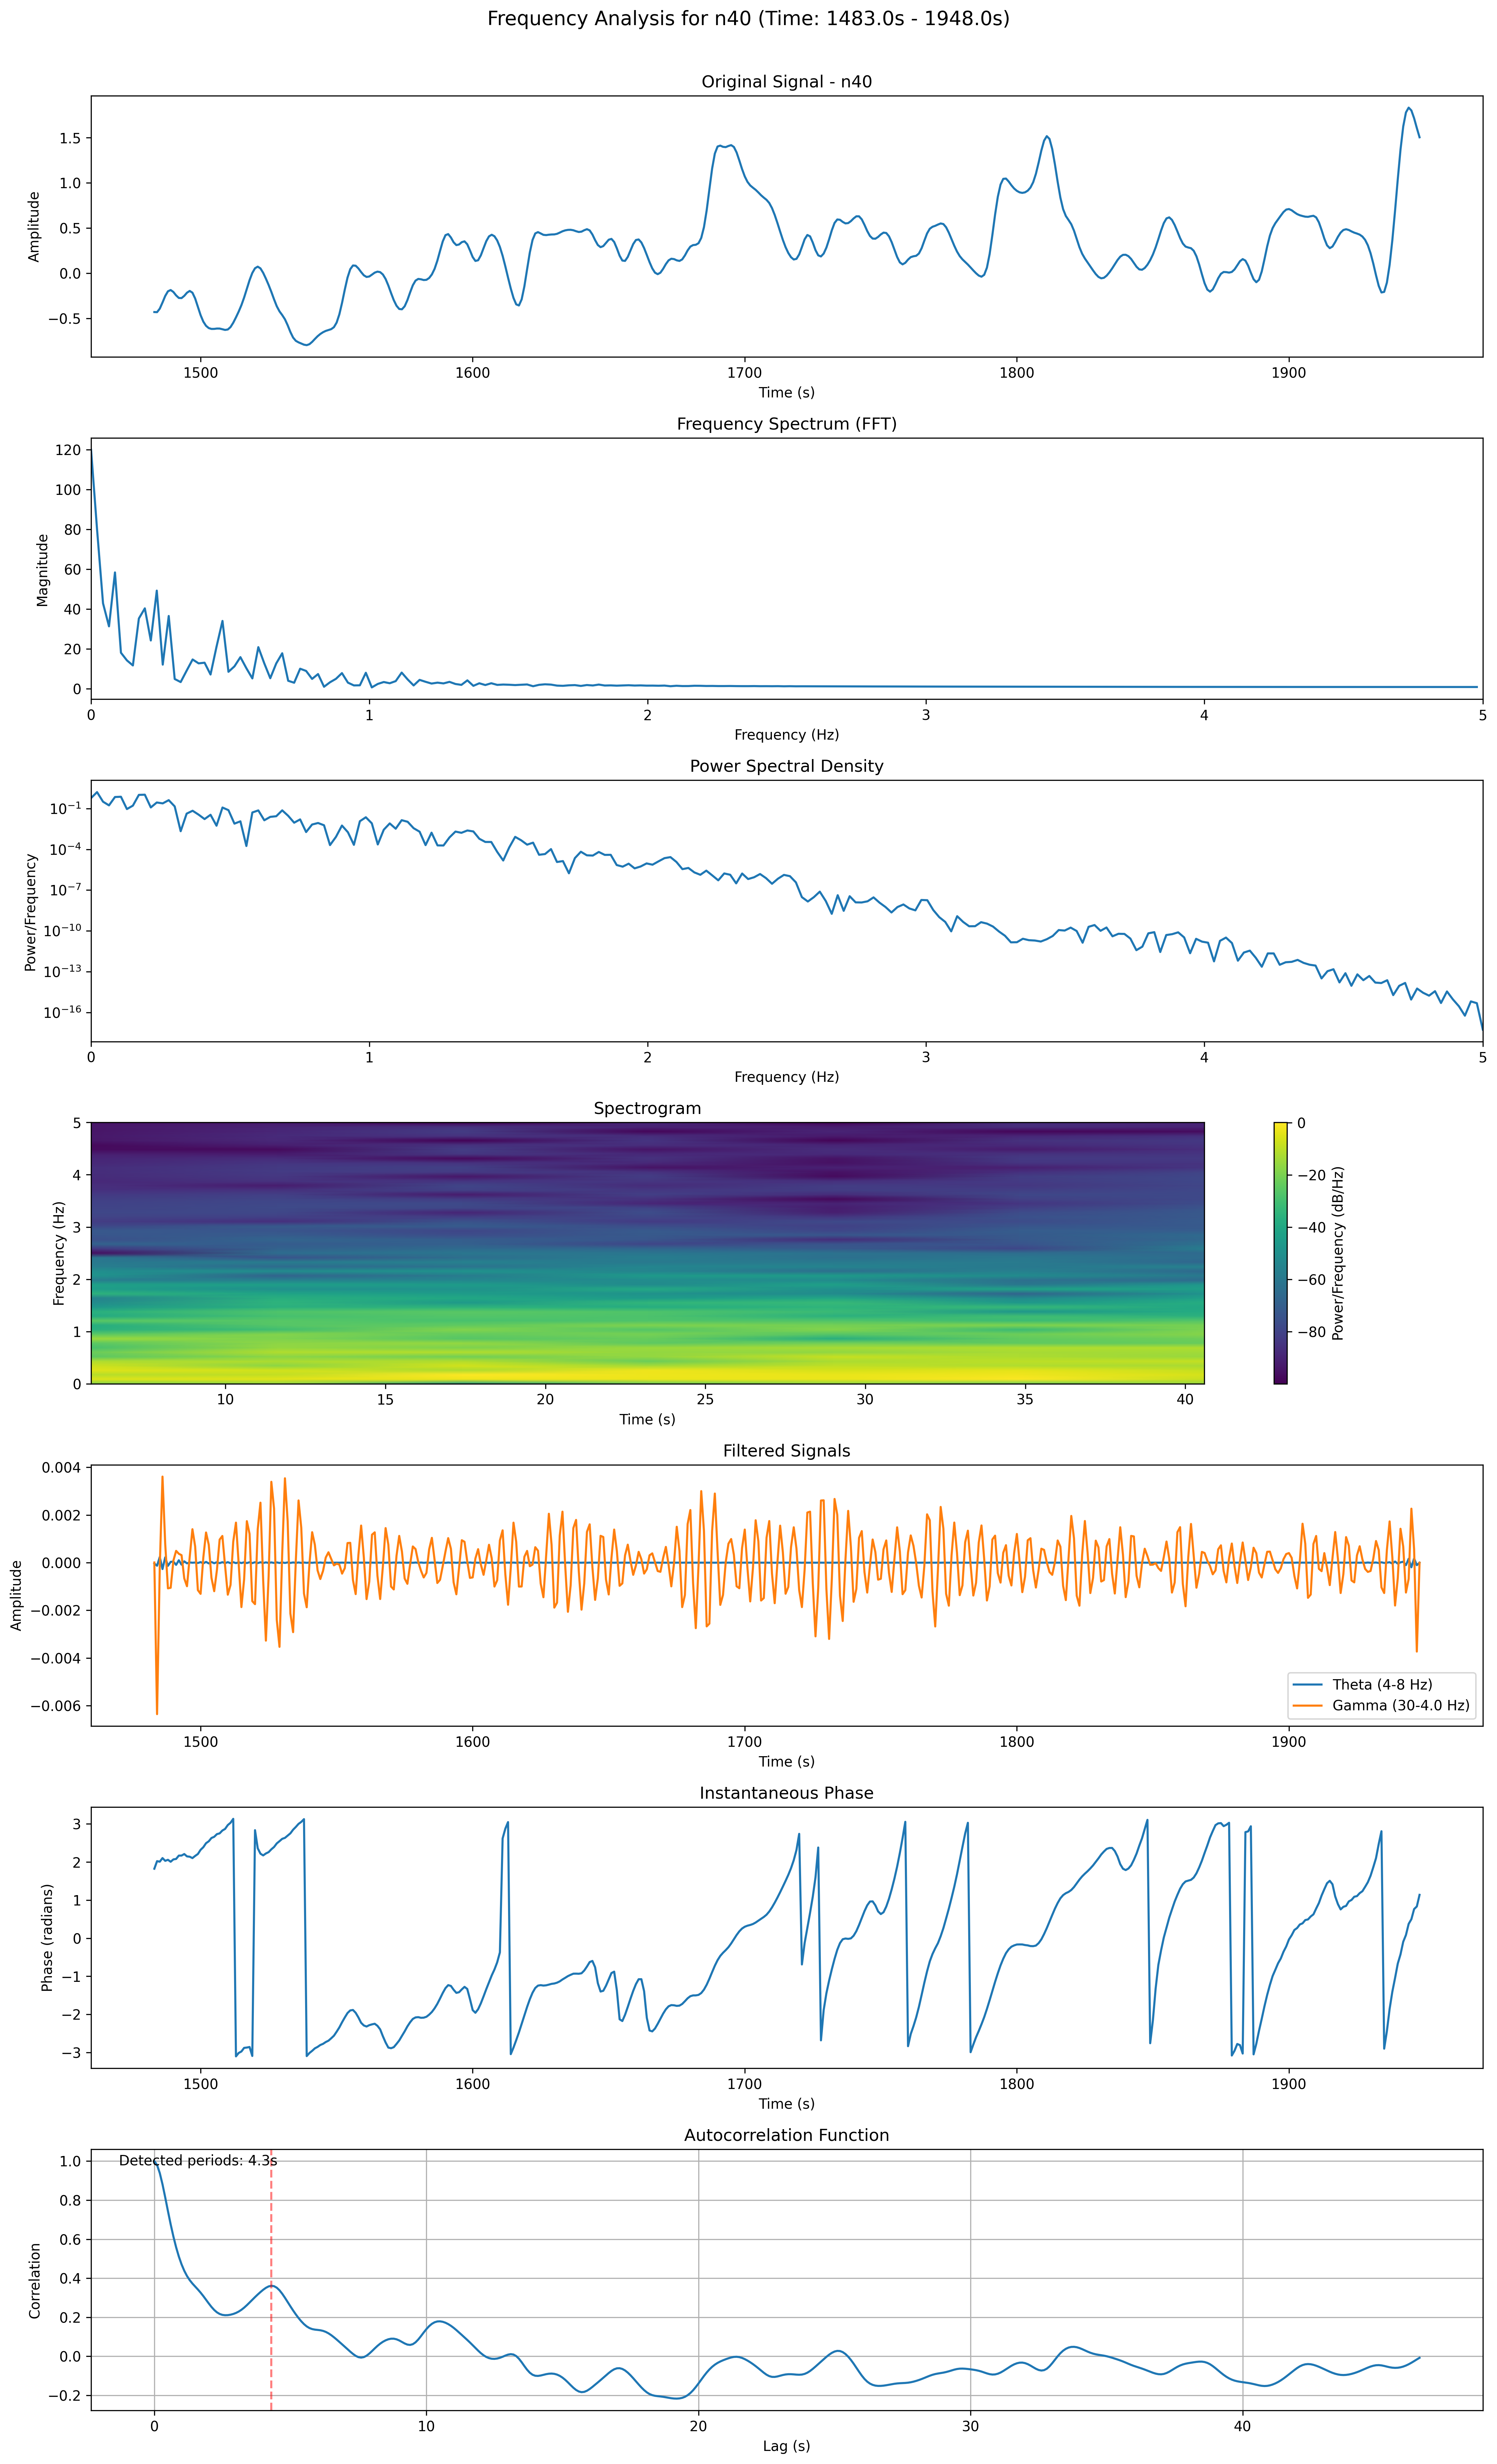 Frequency Analysis for n40 (Time: 1483.0s - 1948.0s)
Original Signal - n40
Amplitude
1.5
1.0
0.5
0.0
−0.5
1500 1600 1700 1800 1900
Time (s)
Frequency Spectrum (FFT)
Magnitude
120
100
80
60
40
20
0
0 1 2 3 4 5
Frequency (Hz)
Power Spectral Density
Power/Frequency
10⁻¹
10⁻⁴
10⁻⁷
10⁻¹⁰
10⁻¹³
10⁻¹⁶
0 1 2 3 4 5
Frequency (Hz)
Spectrogram
Frequency (Hz)
5
4
3
2
1
0
10 15 20 25 30 35 40
Time (s)
0
−20
−40
−60
−80
Power/Frequency (dB/Hz)
Filtered Signals
Amplitude
0.004
0.002
0.000
−0.002
−0.004
−0.006
Theta (4-8 Hz)
Gamma (30-4.0 Hz)
1500 1600 1700 1800 1900
Time (s)
Instantaneous Phase
Phase (radians)
3
2
1
0
−1
−2
−3
1500 1600 1700 1800 1900
Time (s)
Autocorrelation Function
Detected periods: 4.3s
Correlation
1.0
0.8
0.6
0.4
0.2
0.0
−0.2
0 10 20 30 40
Lag (s)